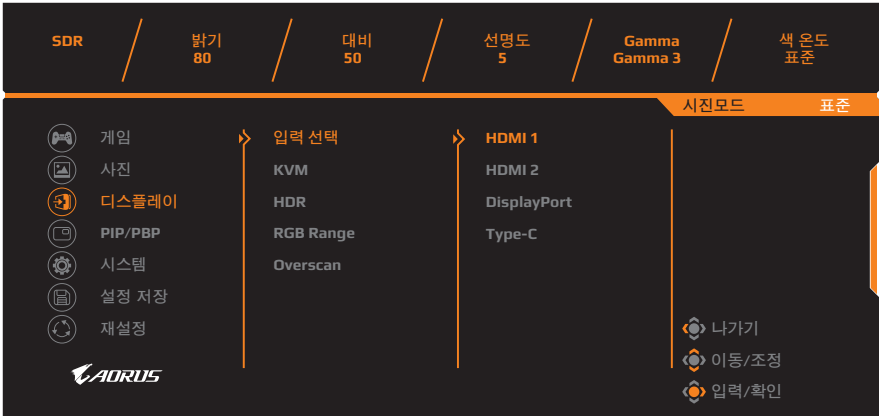 SDR 밝기 대비 선명도 Gamma 색 온도
80 50 5 Gamma 3 표준
시진모드 표준
게임 입력 선택 HDMI 1
사진 KVM HDMI 2
디스플레이 HDR DisplayPort
PIP/PBP RGB Range Type-C
시스템 Overscan
설정 저장
재설정 나가기
이동/조정
AORUS
입력/확인